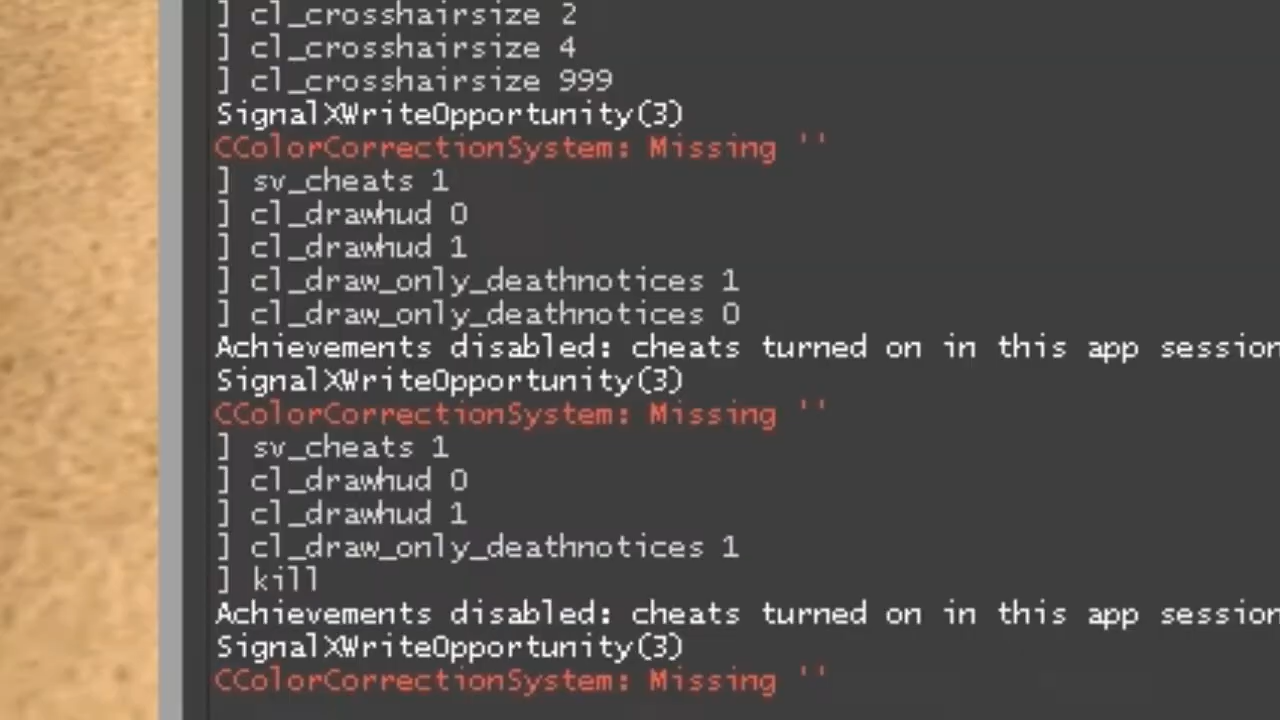 ] cl_crosshairsize 2
] cl_crosshairsize 4
] cl_crosshairsize 999
SignalXWriteOpportunity(3)
CColorCorrectionSystem: Missing ''
] sv_cheats 1
] cl_drawhud 0
] cl_drawhud 1
] cl_draw_only_deathnotices 1
] cl_draw_only_deathnotices 0
Achievements disabled: cheats turned on in this app session
SignalXWriteOpportunity(3)
CColorCorrectionSystem: Missing ''
] sv_cheats 1
] cl_drawhud 0
] cl_drawhud 1
] cl_draw_only_deathnotices 1
] kill
Achievements disabled: cheats turned on in this app session
SignalXWriteOpportunity(3)
CColorCorrectionSystem: Missing ''